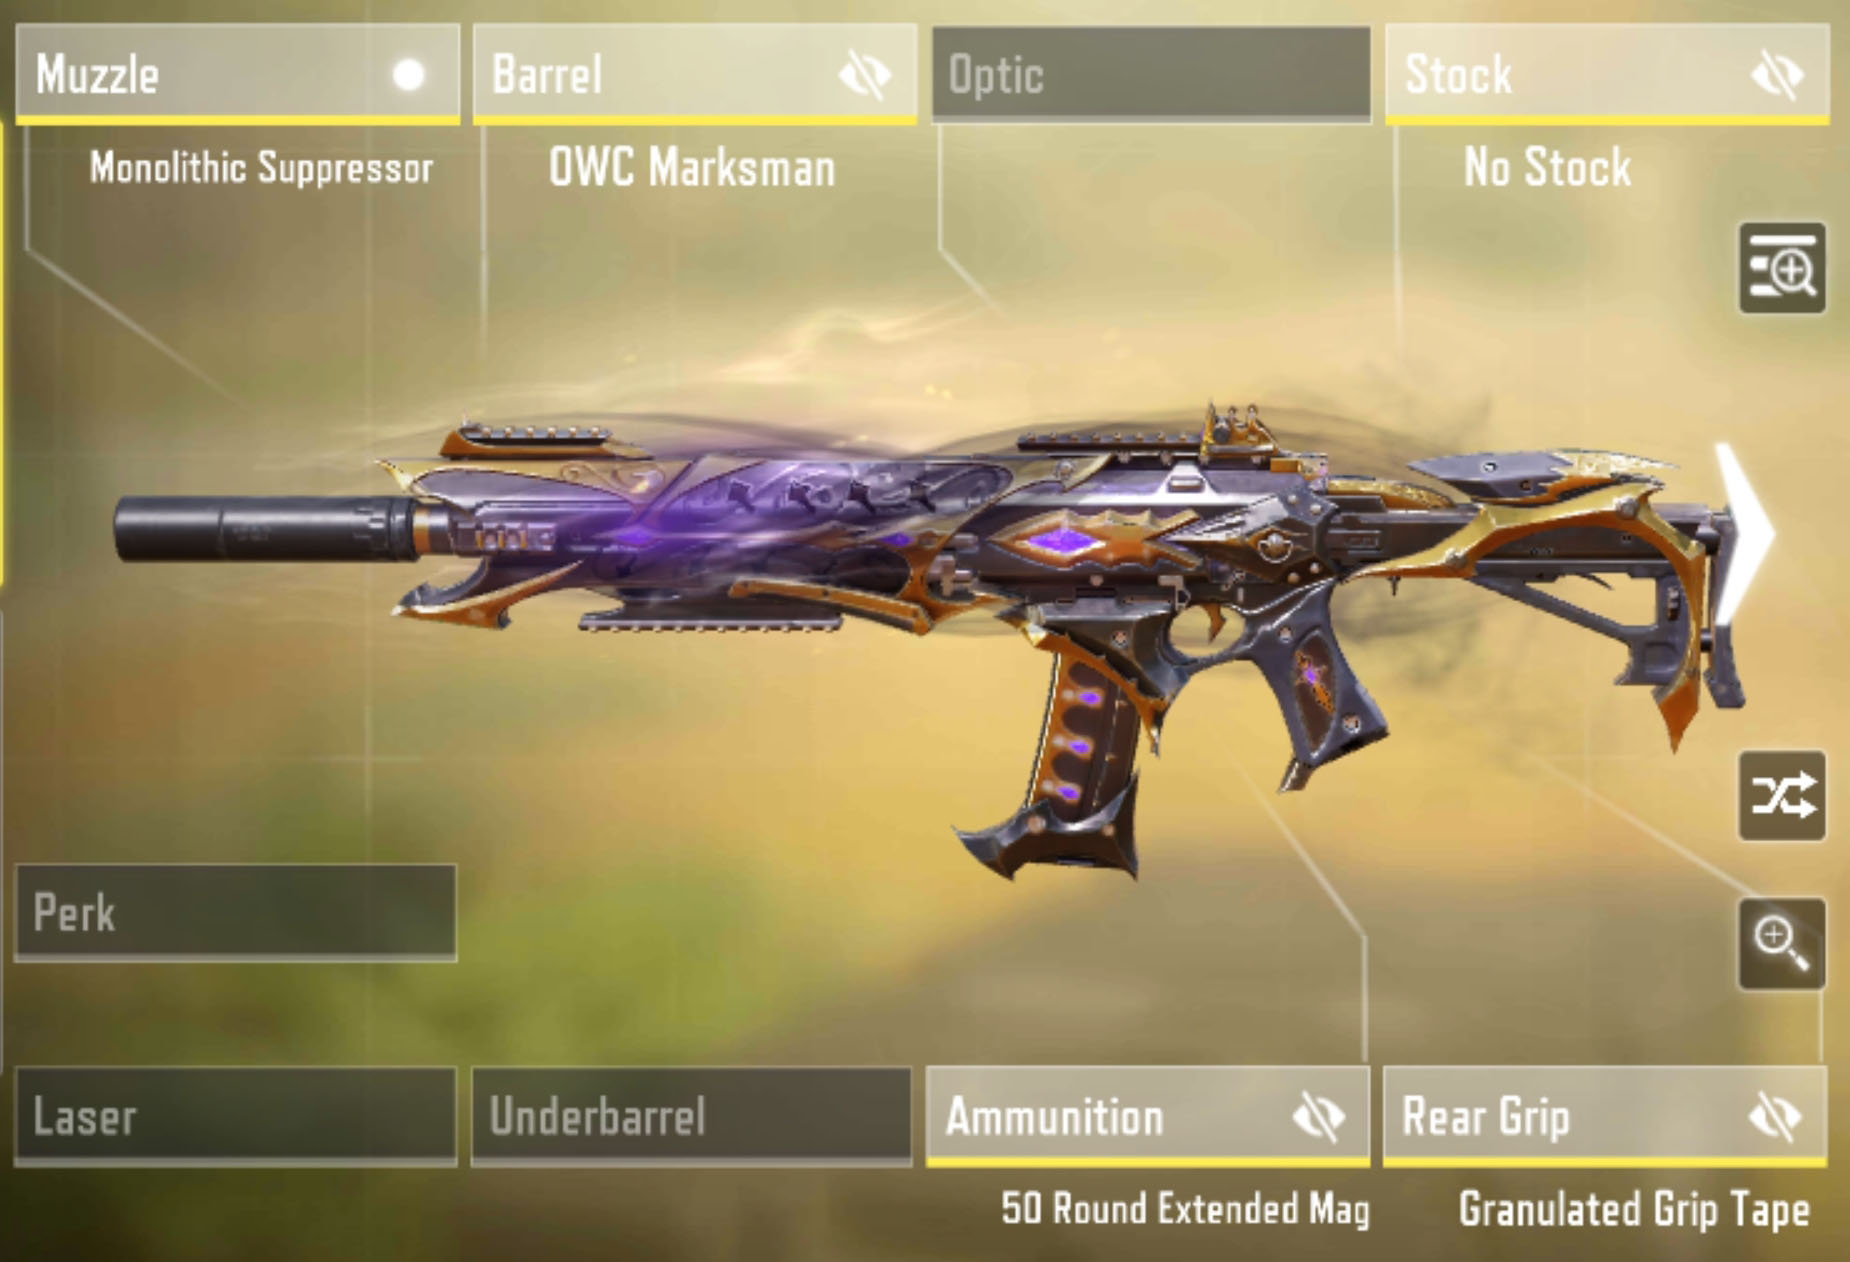 Muzzle
Barrel
Optic
Stock
Monolithic Suppressor
OWC Marksman
No Stock
Perk
Laser
Underbarrel
Ammunition
Rear Grip
50 Round Extended Mag
Granulated Grip Tape